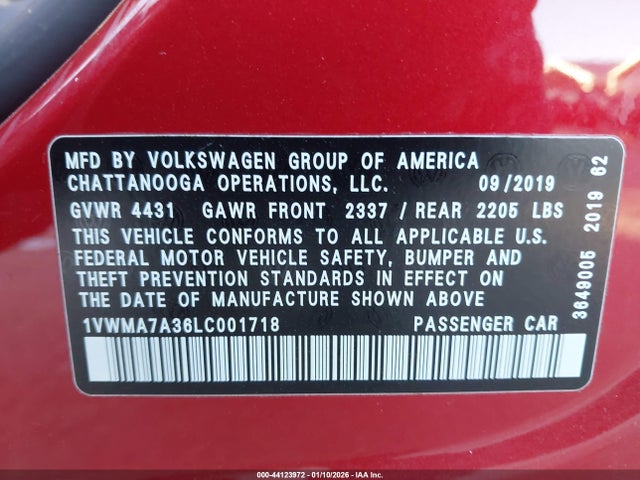 MFD BY VOLKSWAGEN GROUP OF AMERICA
CHATTANOOGA OPERATIONS, LLC. 09/2019
GVWR 4431 GAWR FRONT 2337 / REAR 2205 LBS
THIS VEHICLE CONFORMS TO ALL APPLICABLE U.S.
FEDERAL MOTOR VEHICLE SAFETY, BUMPER AND
THEFT PREVENTION STANDARDS IN EFFECT ON
THE DATE OF MANUFACTURE SHOWN ABOVE
1VWMA7A36LC001718 PASSENGER CAR
3649005 2019 62
000-44123972 - 01/10/2026 - IAA Inc.